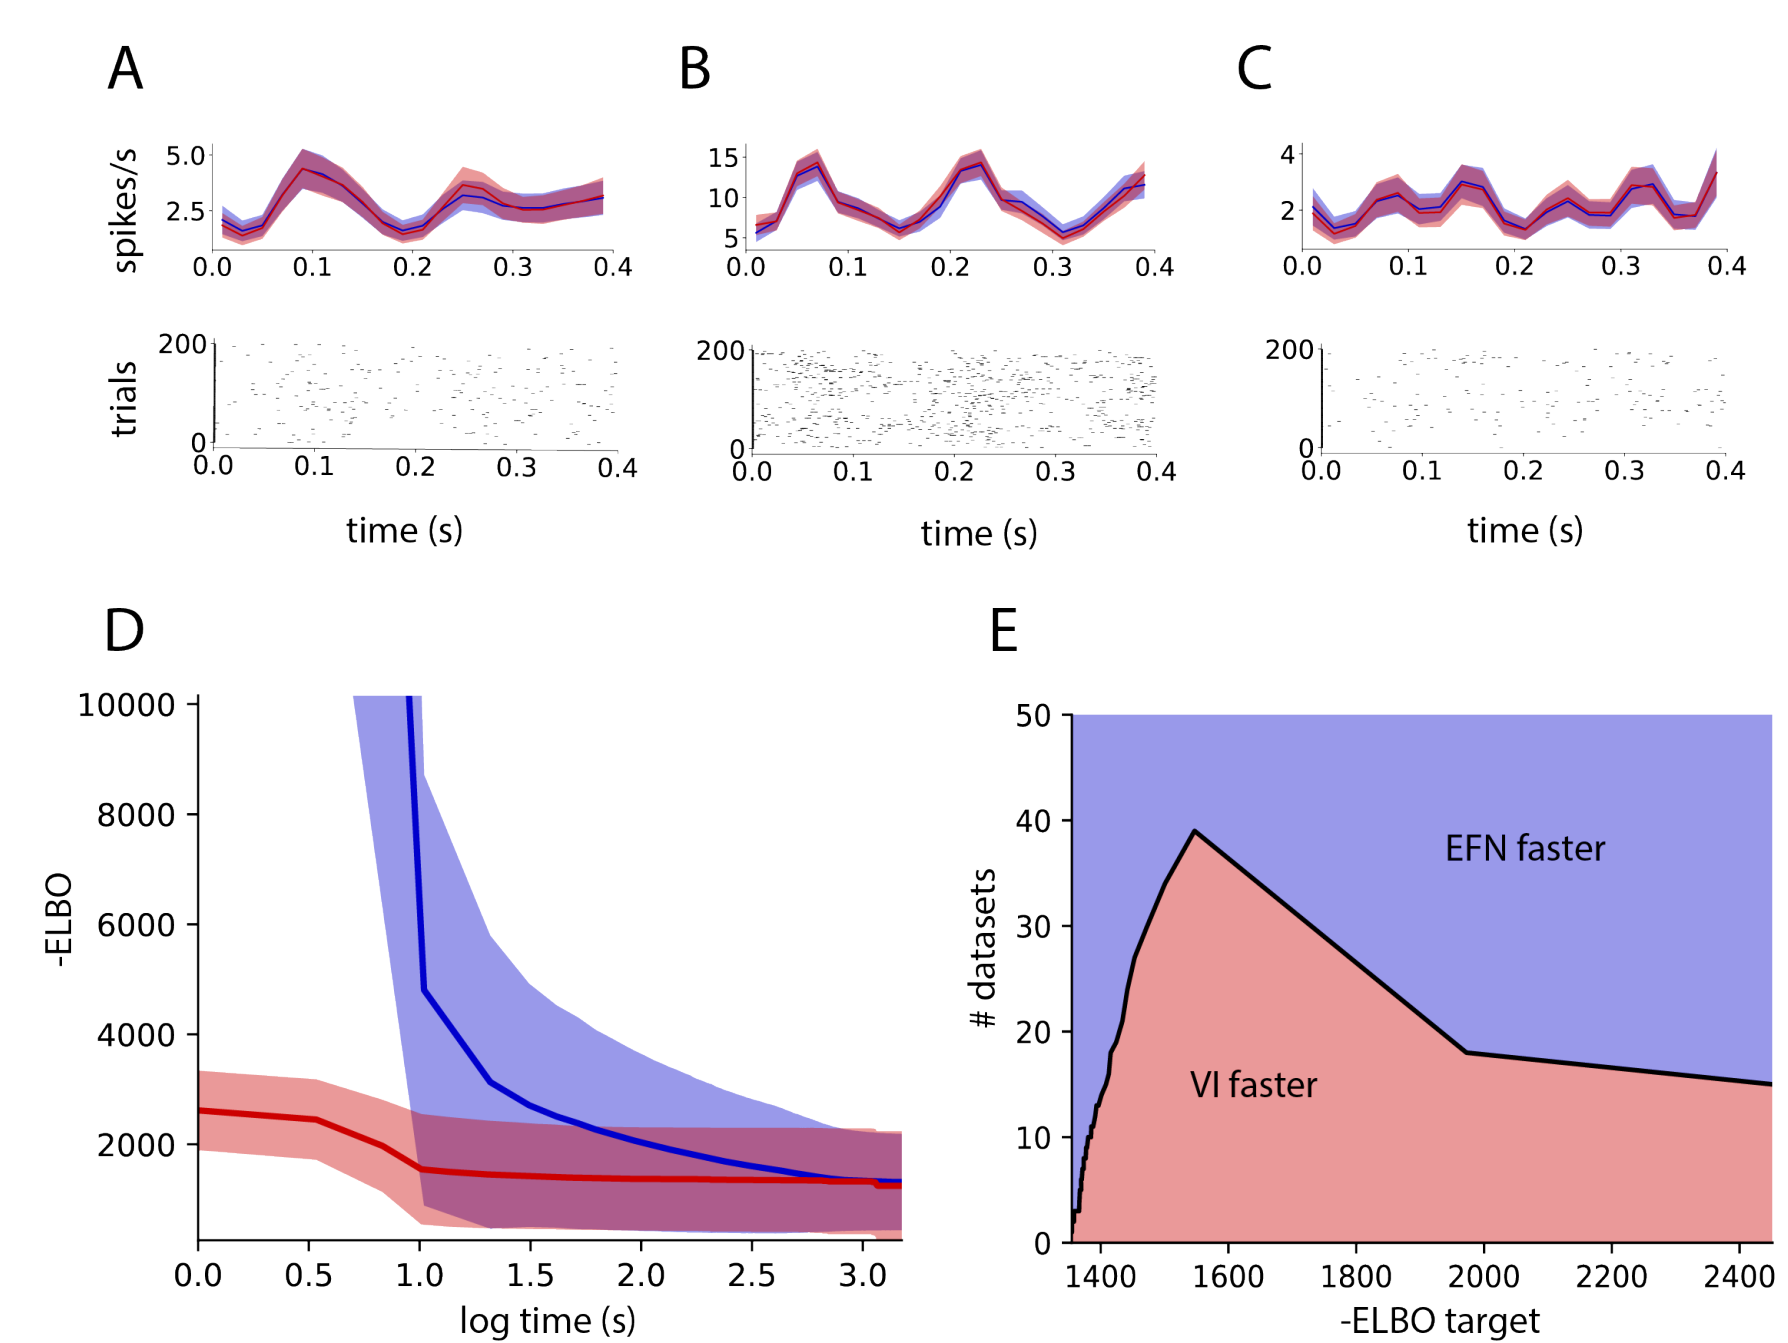 A
B
C
spikes/s
5.0
2.5
0.0 0.1 0.2 0.3 0.4
15
10
5
0.0 0.1 0.2 0.3 0.4
4
2
0.0 0.1 0.2 0.3 0.4
trials
200
0
0.0 0.1 0.2 0.3 0.4
time (s)
200
0
0.0 0.1 0.2 0.3 0.4
time (s)
200
0
0.0 0.1 0.2 0.3 0.4
time (s)
D
-ELBO
10000
8000
6000
4000
2000
0.0 0.5 1.0 1.5 2.0 2.5 3.0
log time (s)
E
# datasets
50
40
30
20
10
0
EFN faster
VI faster
1400 1600 1800 2000 2200 2400
-ELBO target